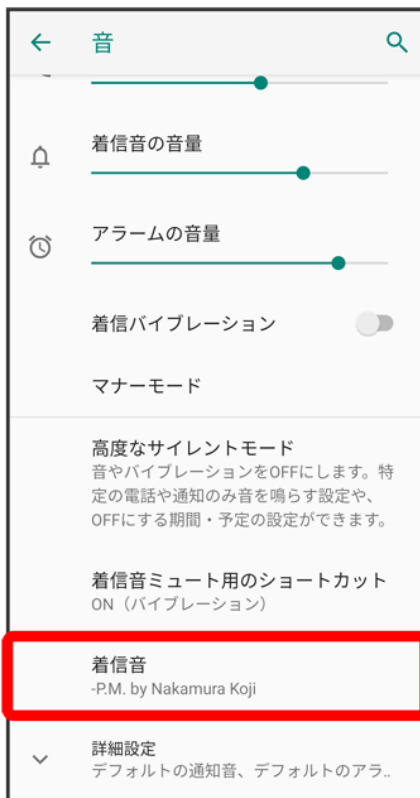 音
着信音の音量
アラームの音量
着信バイブレーション
マナーモード
高度なサイレントモード
音やバイブレーションをOFFにします。特
定の電話や通知のみ音を鳴らす設定や、
OFFにする期間・予定の設定ができます。
着信音ミュート用のショートカット
ON（バイブレーション）
着信音
-P.M. by Nakamura Koji
詳細設定
デフォルトの通知音、デフォルトのアラ..